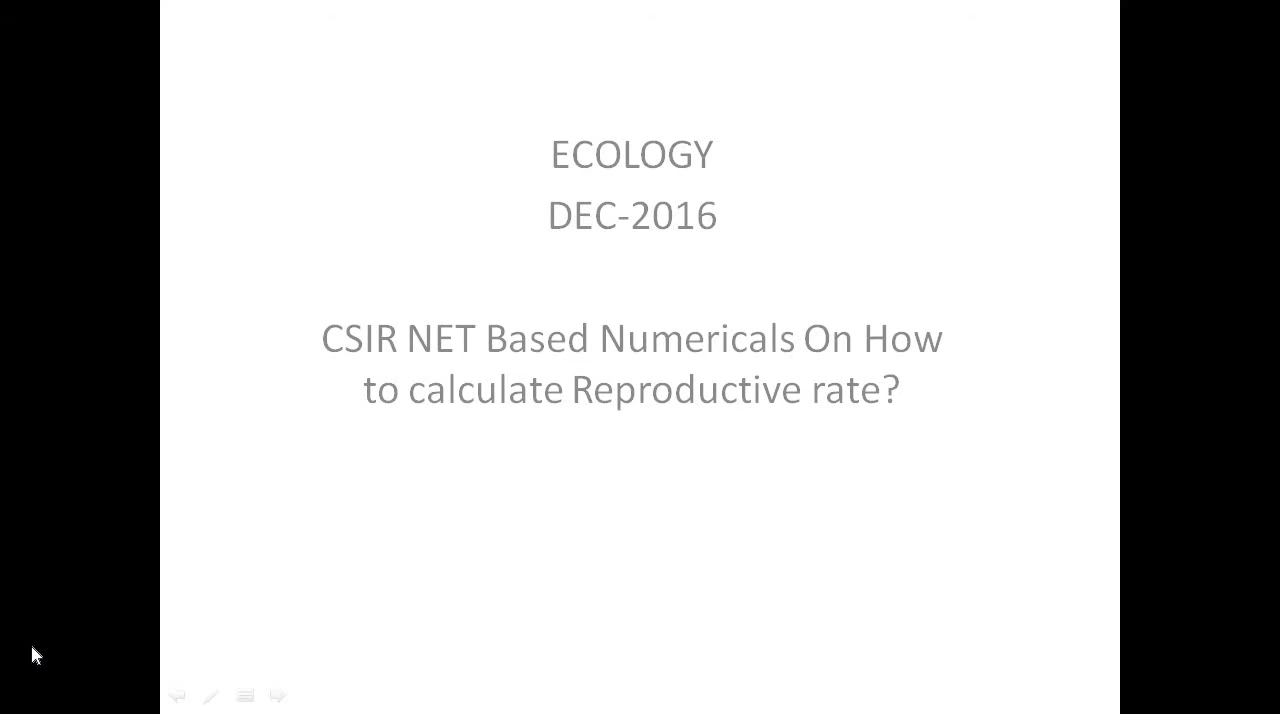 ECOLOGY
DEC-2016
CSIR NET Based Numericals On How
to calculate Reproductive rate?